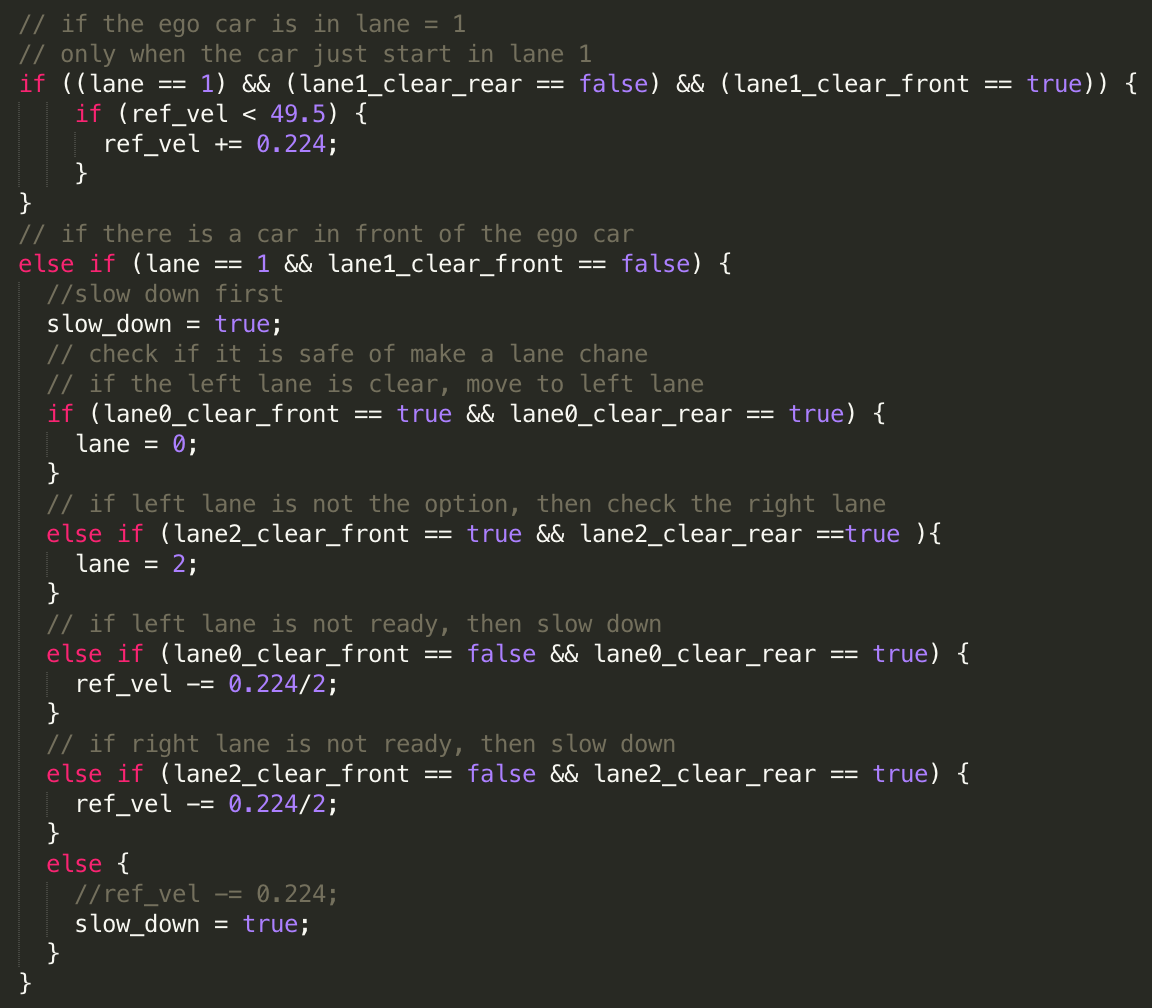 // if the ego car is in lane = 1
// only when the car just start in lane 1
if ((lane == 1) && (lane1_clear_rear == false) && (lane1_clear_front == true)) {
    if (ref_vel < 49.5) {
      ref_vel += 0.224;
    }
}
// if there is a car in front of the ego car
else if (lane == 1 && lane1_clear_front == false) {
  //slow down first
  slow_down = true;
  // check if it is safe of make a lane chane
  // if the left lane is clear, move to left lane
  if (lane0_clear_front == true && lane0_clear_rear == true) {
    lane = 0;
  }
  // if left lane is not the option, then check the right lane
  else if (lane2_clear_front == true && lane2_clear_rear ==true ){
    lane = 2;
  }
  // if left lane is not ready, then slow down
  else if (lane0_clear_front == false && lane0_clear_rear == true) {
    ref_vel -= 0.224/2;
  }
  // if right lane is not ready, then slow down
  else if (lane2_clear_front == false && lane2_clear_rear == true) {
    ref_vel -= 0.224/2;
  }
  else {
    //ref_vel -= 0.224;
    slow_down = true;
  }
}